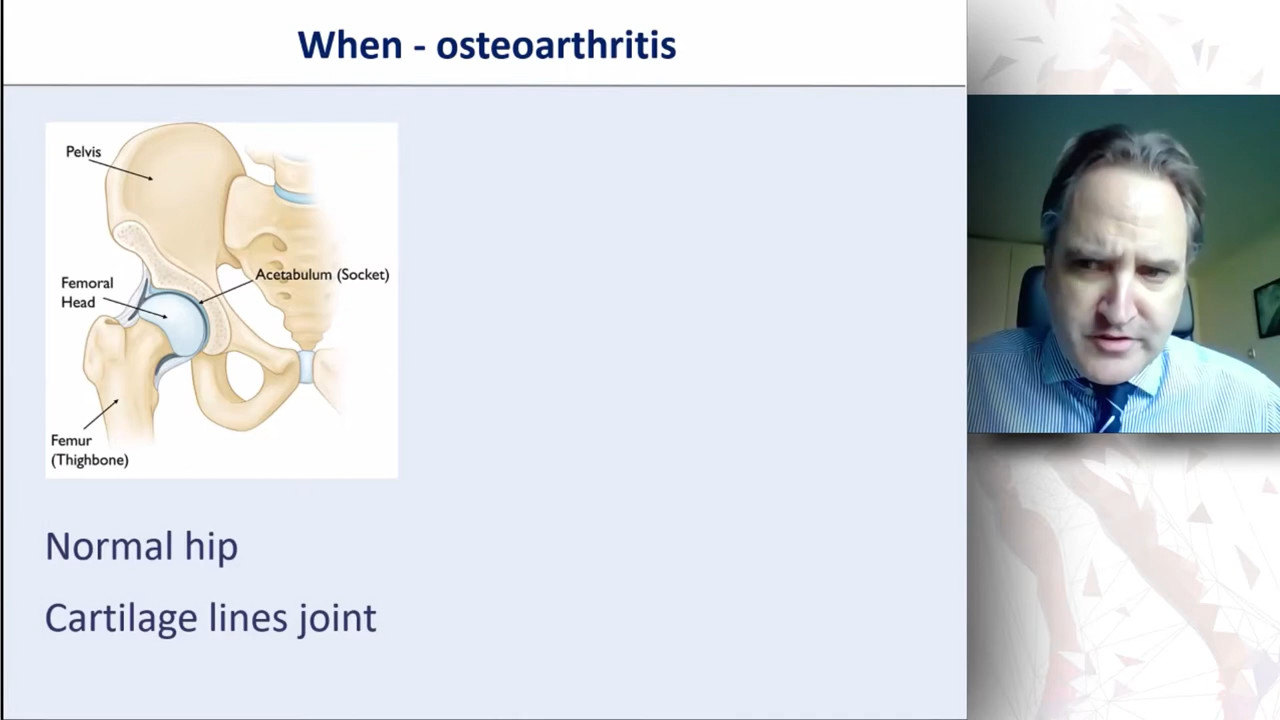 When - osteoarthritis
Pelvis
Acetabulum (Socket)
Femoral
Head
Femur
(Thighbone)
Normal hip
Cartilage lines joint